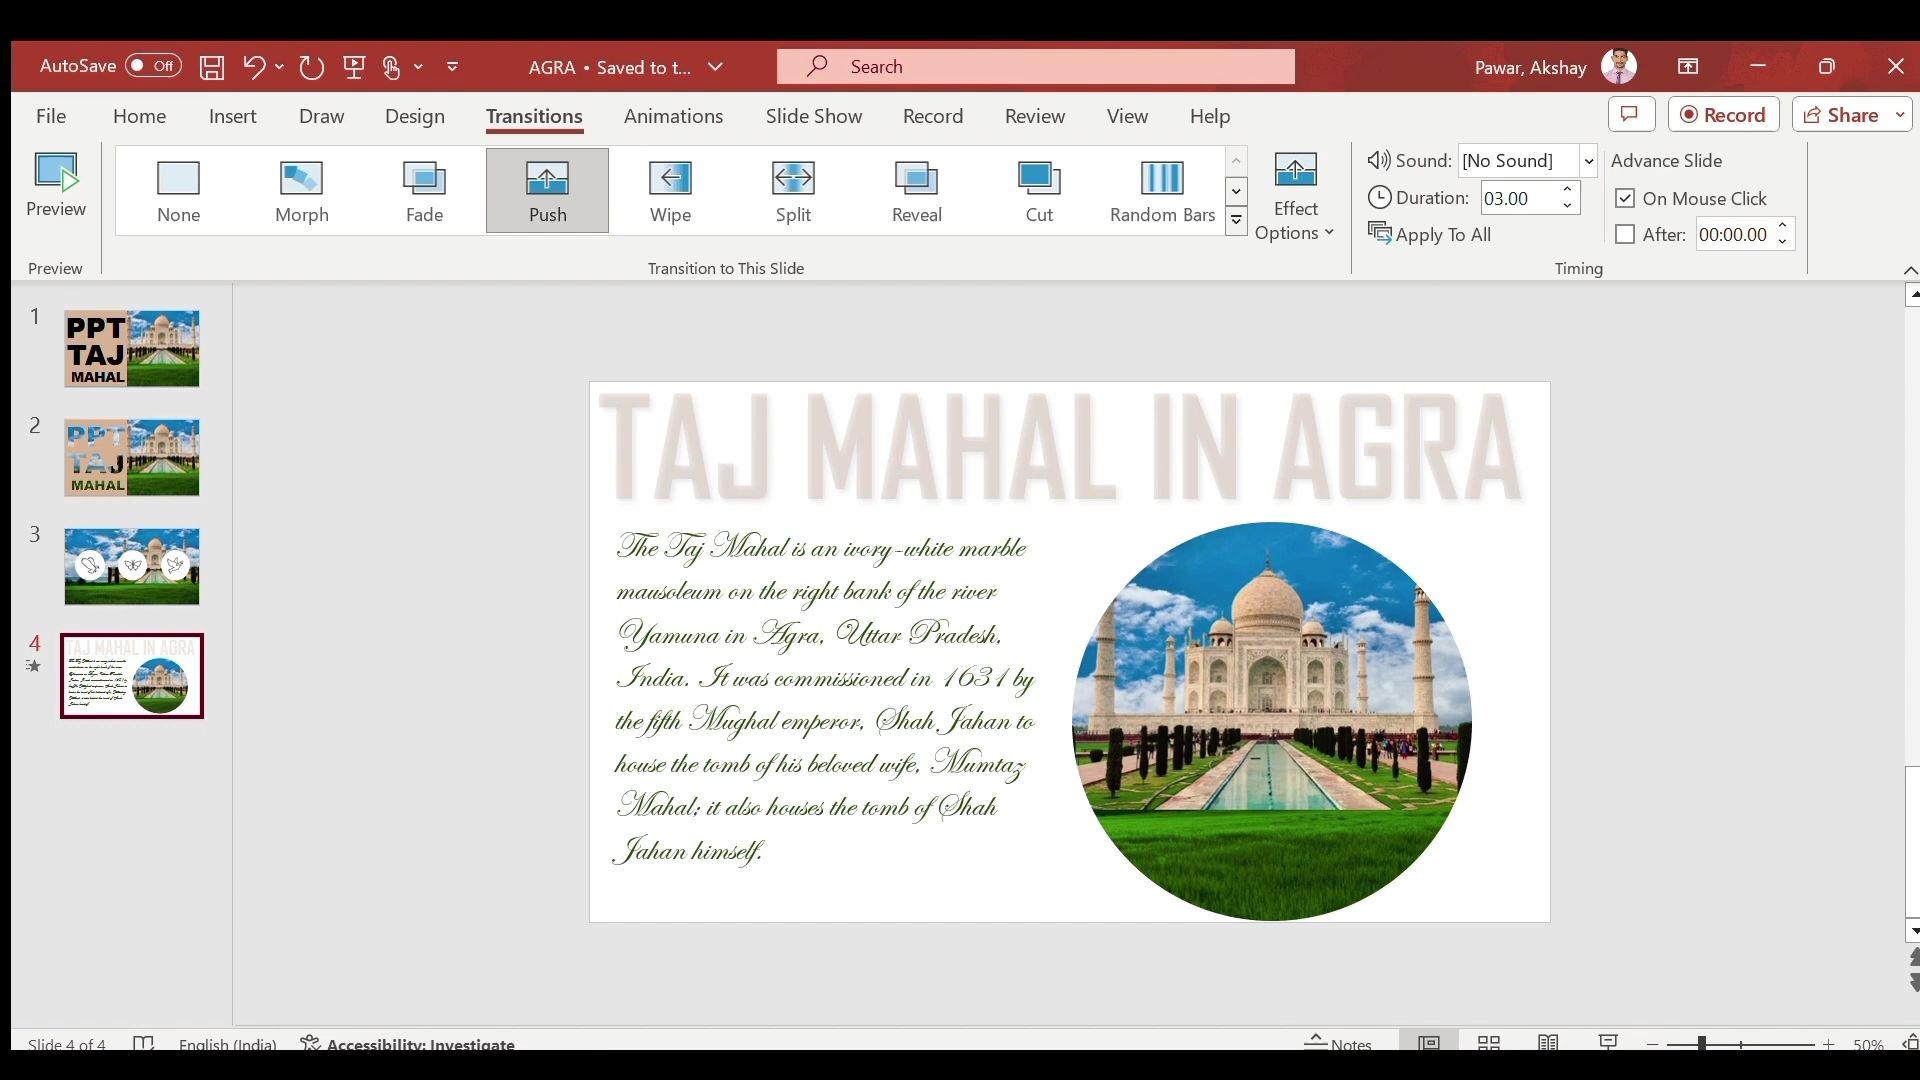 AutoSave Off AGRA • Saved to t... Search Pawar, Akshay
File Home Insert Draw Design Transitions Animations Slide Show Record Review View Help Record Share
Preview
None Morph Fade Push Wipe Split Reveal Cut Random Bars
Effect
Options
Sound: [No Sound]
Duration: 03.00
Apply To All
Advance Slide
On Mouse Click
After: 00:00.00
Preview Transition to This Slide Timing
1
PPT
TAJ
MAHAL
2
PPT
TAJ
MAHAL
3
4
TAJ MAHAL IN AGRA
TAJ MAHAL IN AGRA
The Taj Mahal is an ivory-white marble
mausoleum on the right bank of the river
Yamuna in Agra, Uttar Pradesh,
India. It was commissioned in 1631 by
the fifth Mughal emperor, Shah Jahan to
house the tomb of his beloved wife, Mumtaz
Mahal; it also houses the tomb of Shah
Jahan himself.
Slide 4 of 4 English (India) Accessibility: Investigate Notes 50%